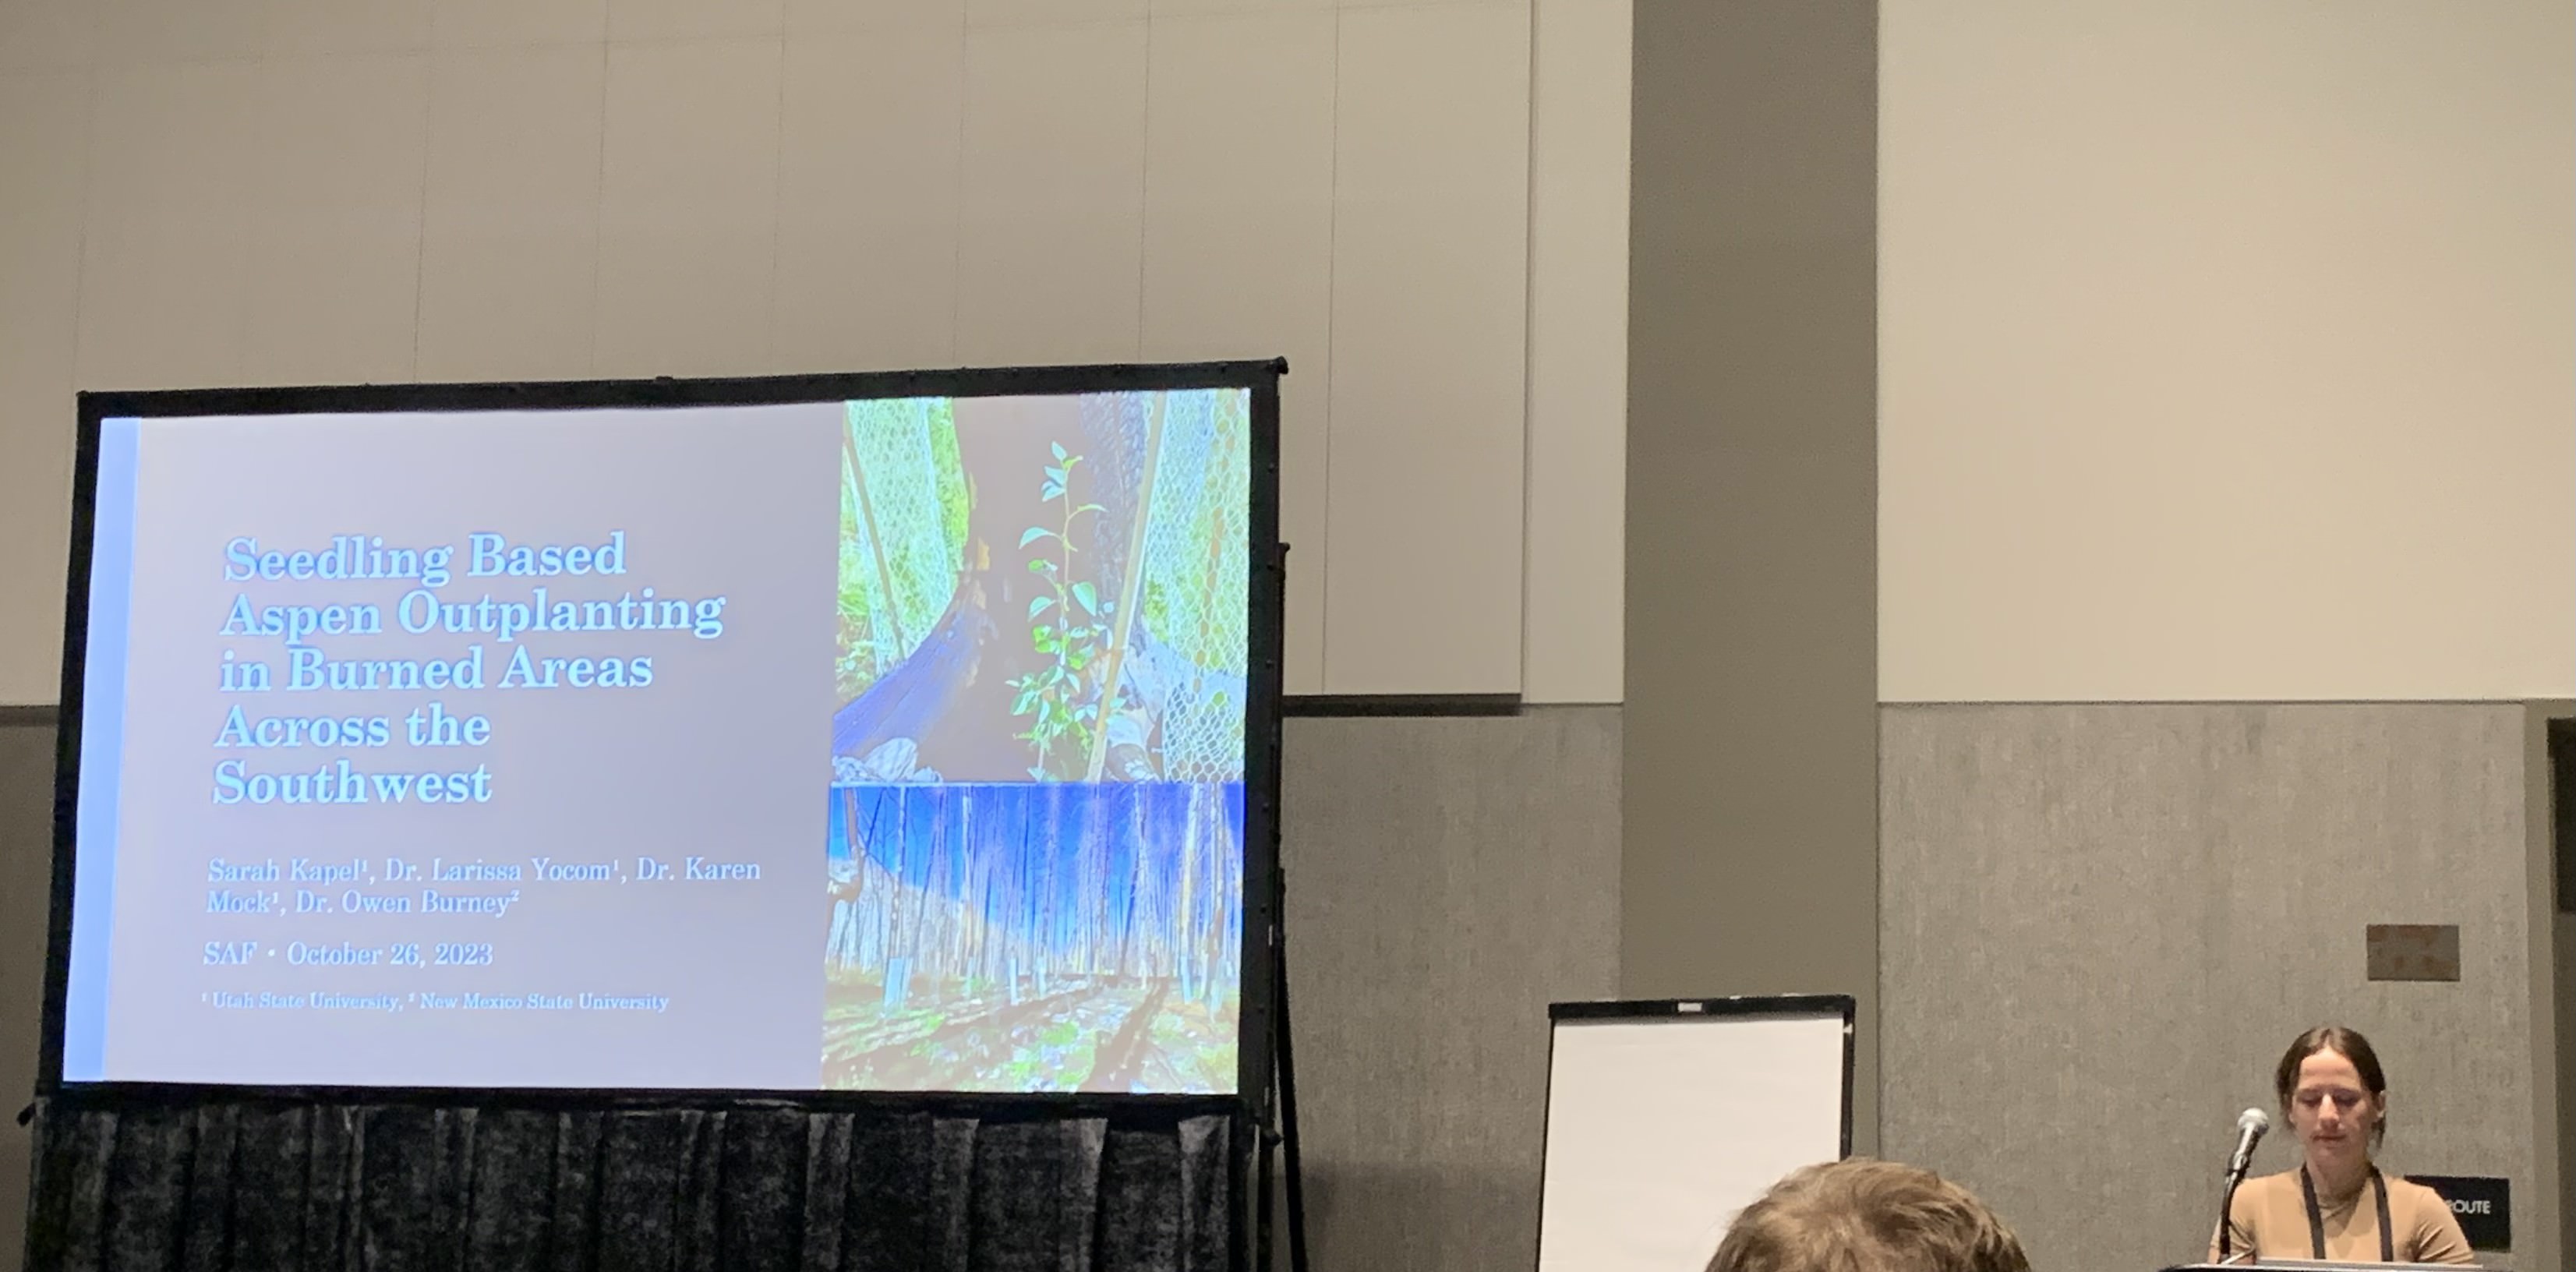 Seedling Based
Aspen Outplanting
in Burned Areas
Across the
Southwest
Sarah Kapel¹, Dr. Larissa Yocom¹, Dr. Karen
Mock¹, Dr. Owen Burney²
SAF · October 26, 2023
¹ Utah State University, ² New Mexico State University
ROUTE